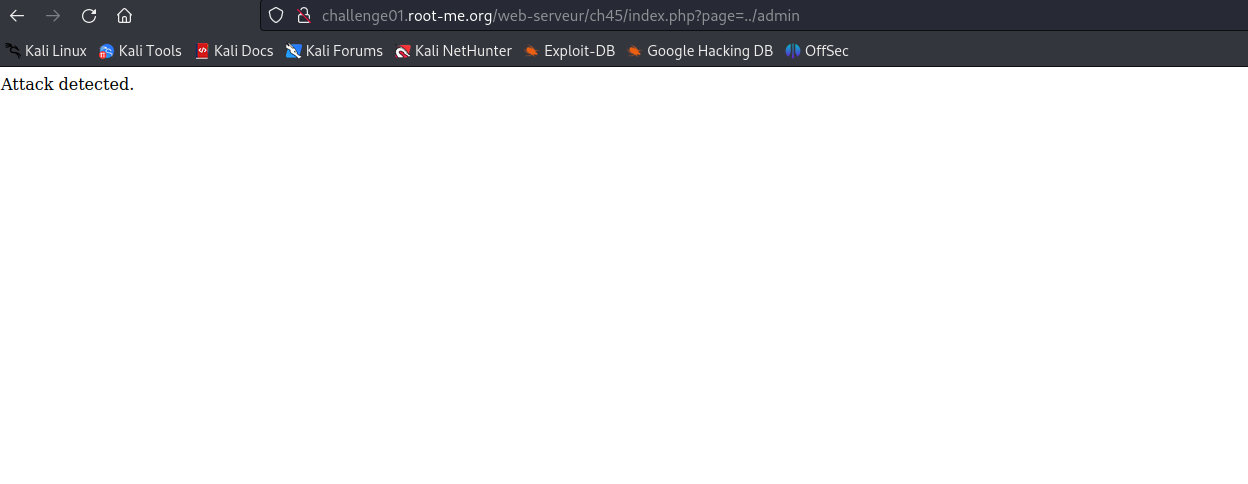 challenge01.root-me.org/web-serveur/ch45/index.php?page=../admin
Kali Linux Kali Tools Kali Docs Kali Forums Kali NetHunter Exploit-DB Google Hacking DB OffSec
Attack detected.